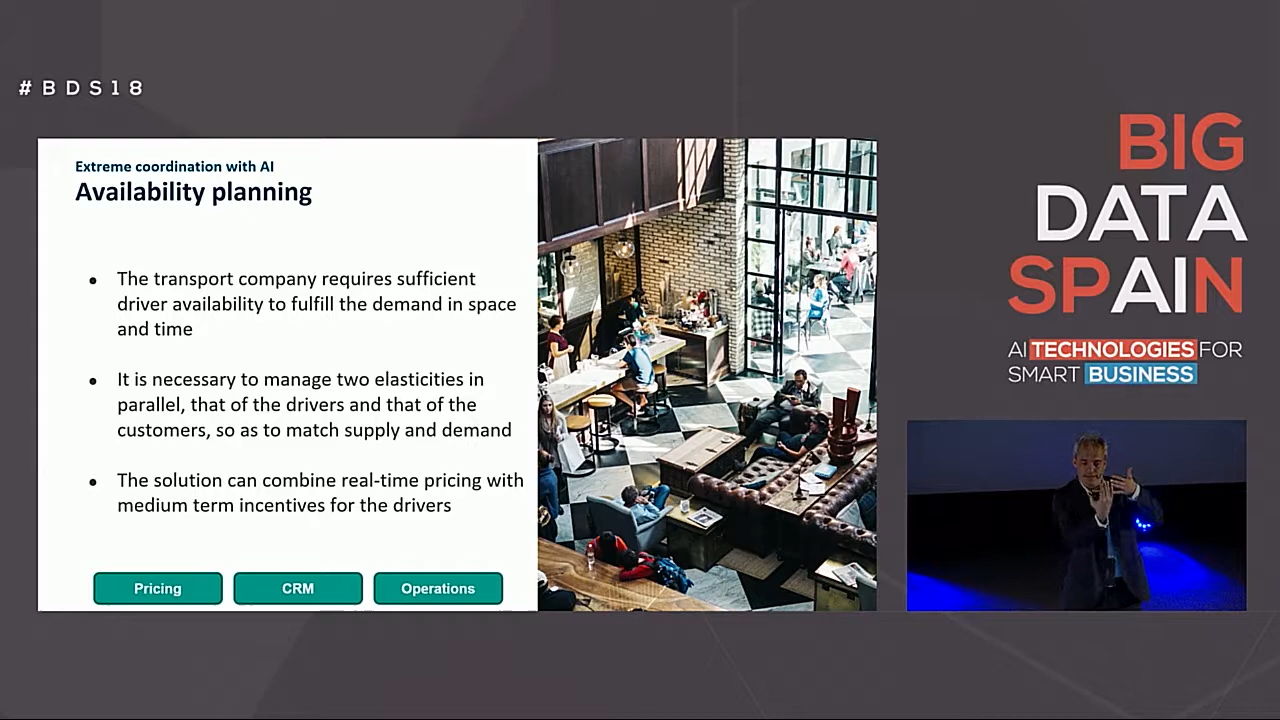 #BDS18
Extreme coordination with AI
Availability planning
● The transport company requires sufficient
driver availability to fulfill the demand in space
and time
● It is necessary to manage two elasticities in
parallel, that of the drivers and that of the
customers, so as to match supply and demand
● The solution can combine real-time pricing with
medium term incentives for the drivers
Pricing
CRM
Operations
BIG
DATA
SPAIN
AI TECHNOLOGIES FOR
SMART BUSINESS